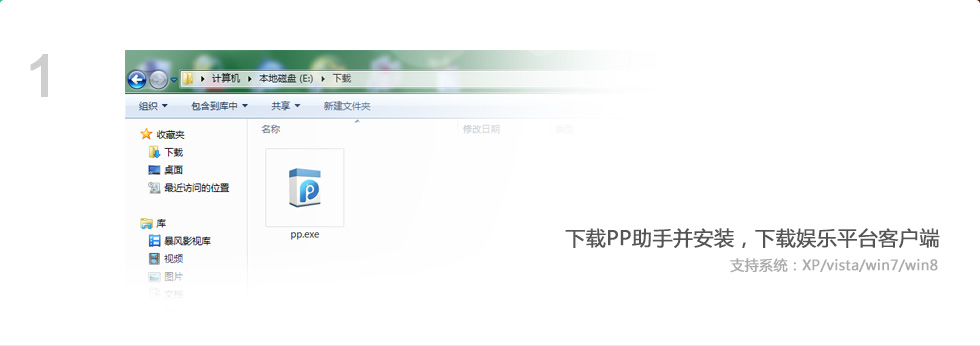 1
计算机 本地磁盘 (E:) 下载
组织 包含到库中 共享 新建文件夹
名称 修改日期 类型
收藏夹
下载
桌面
最近访问的位置
pp.exe
库
暴风影视库
视频
图片
文档
下载PP助手并安装，下载娱乐平台客户端
支持系统：XP/vista/win7/win8